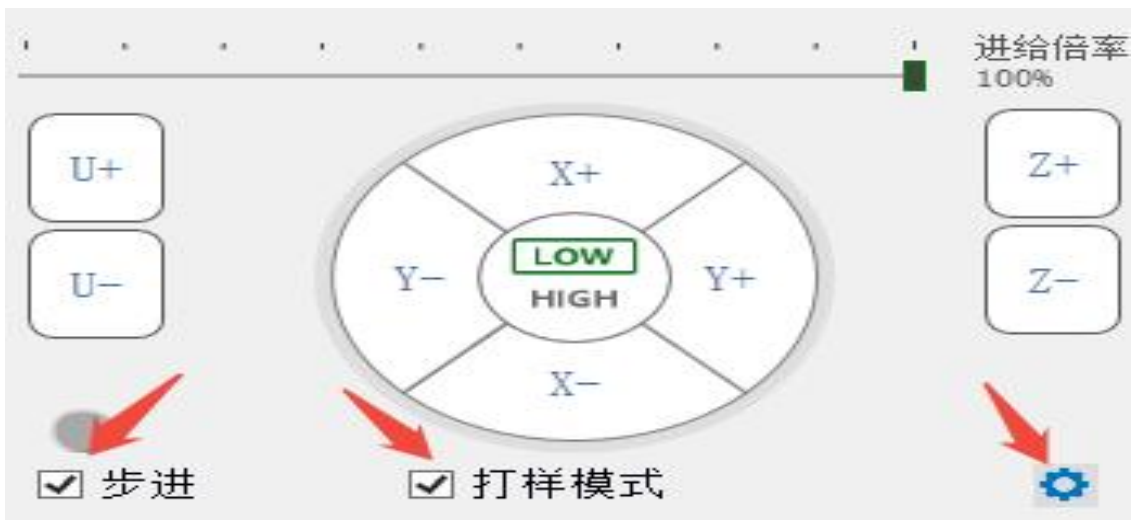 进给倍率
100%
U+
X+
Z+
LOW
Y-
Y+
HIGH
U-
Z-
X-
步进
打样模式